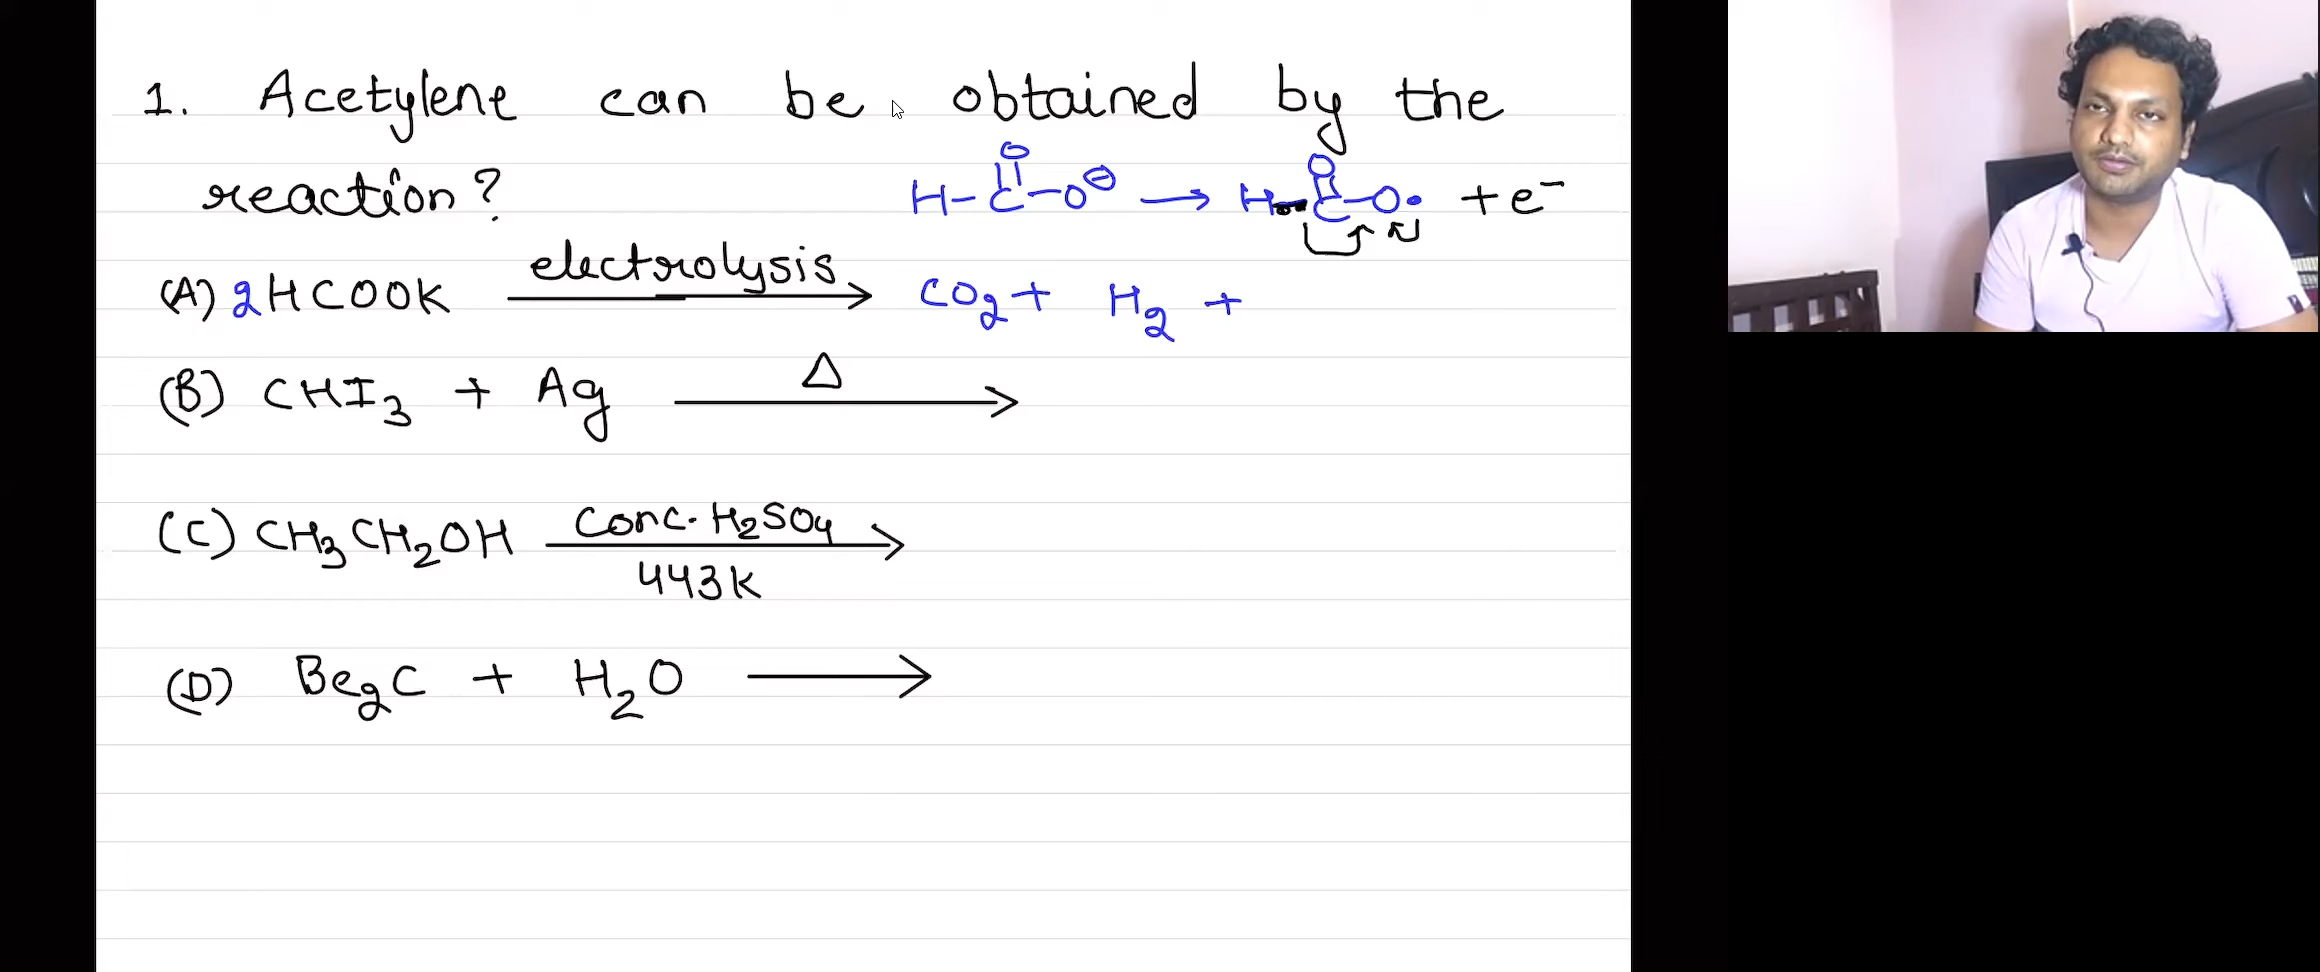 1. Acetylene can be obtained by the
reaction?
H-C(=O)-O⊖ → H-C(=O)-O• + e⁻
(A) 2HCOOK electrolysis→ CO₂ + H₂ +
(B) CHI₃ + Ag Δ→
(C) CH₃CH₂OH Conc. H₂SO₄→
443K
(D) Be₂C + H₂O →